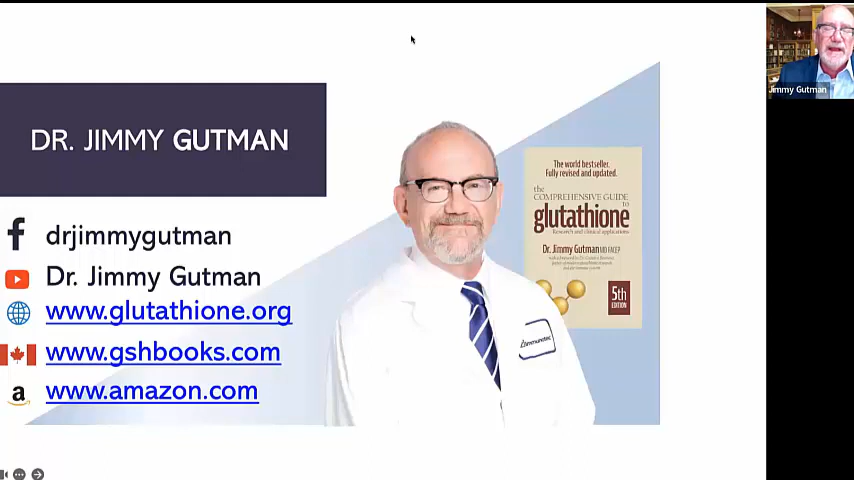 Jimmy Gutman
DR. JIMMY GUTMAN
drjimmygutman
Dr. Jimmy Gutman
www.glutathione.org
www.gshbooks.com
www.amazon.com
The world bestseller.
Fully revised and updated.
the
COMPREHENSIVE GUIDE
to
glutathione
Research and clinical applications
Dr. Jimmy Gutman MD FACEP
5th
EDITION
Immunotec